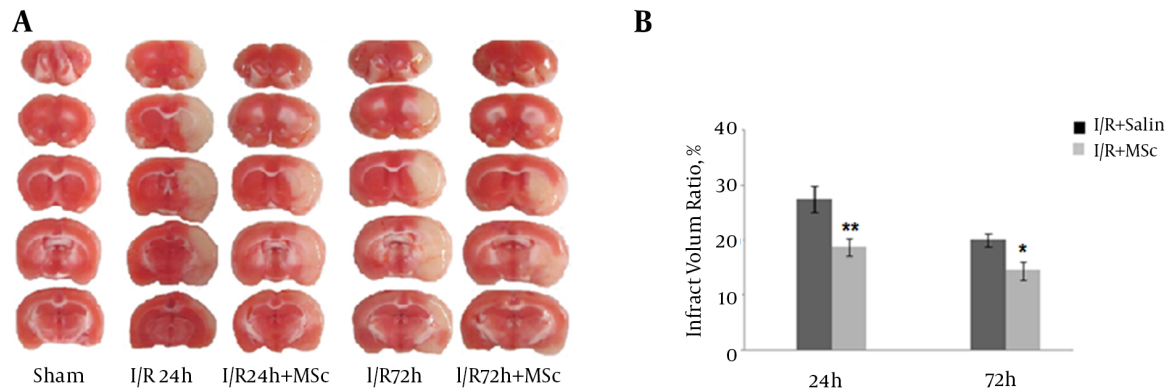 A
Sham I/R 24h I/R24h+MSc l/R72h l/R72h+MSc
B
Infract Volum Ratio, %
40
30
20
10
0
** *
24h 72h
I/R+Salin
I/R+MSc